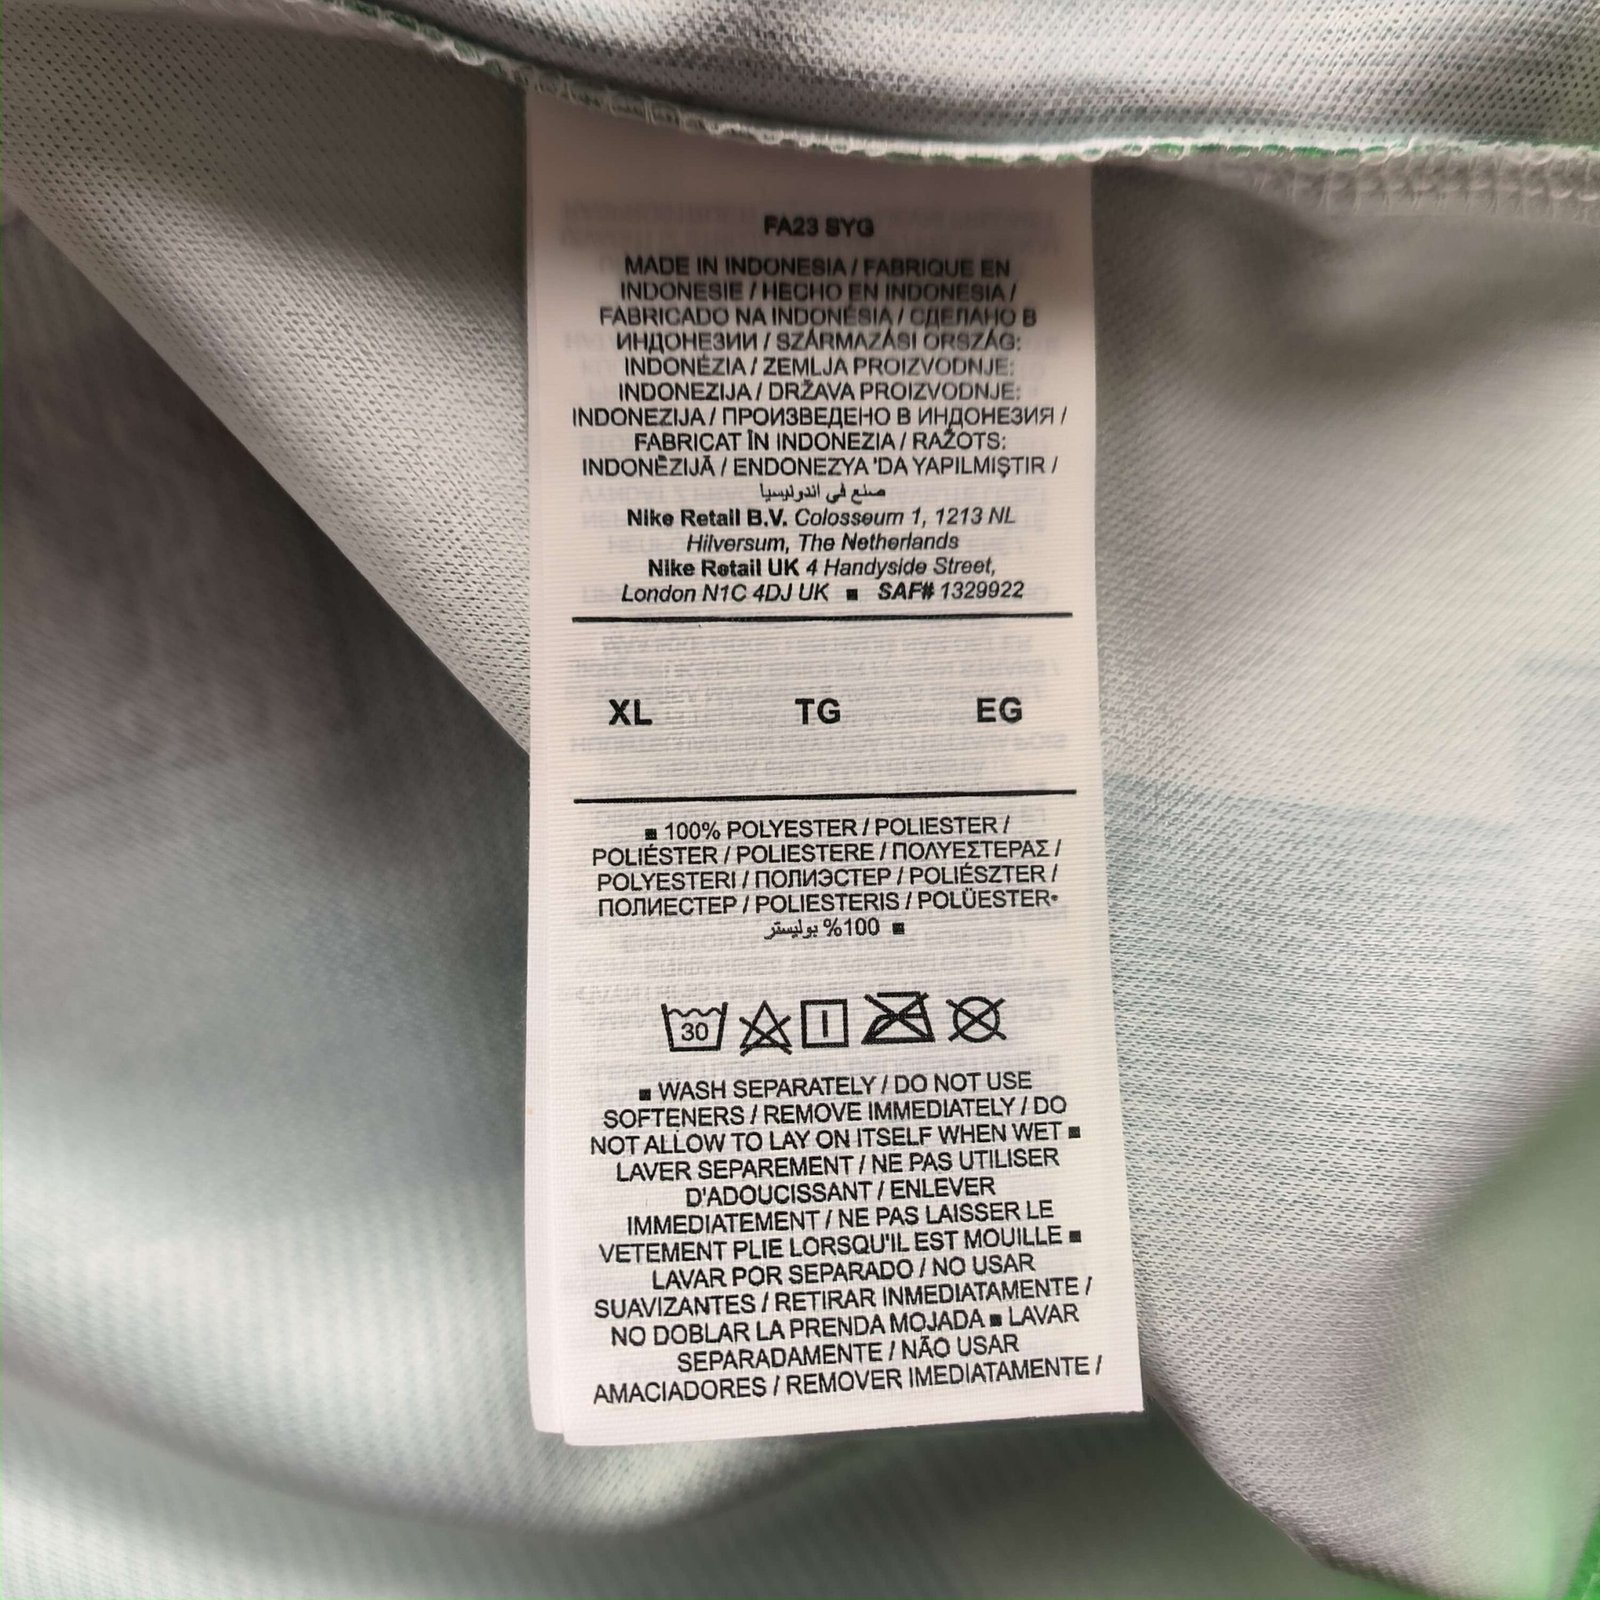 FA23 SYG
MADE IN INDONESIA / FABRIQUE EN
INDONESIE / HECHO EN INDONESIA /
FABRICADO NA INDONÉSIA / СДЕЛАНО В
ИНДОНЕЗИИ / SZÁRMAZÁSI ORSZÁG:
INDONÉZIA / ZEMLJA PROIZVODNJE:
INDONEZIJA / DRŽAVA PROIZVODNJE:
INDONEZIJA / ПРОИЗВЕДЕНО В ИНДОНЕЗИЯ /
FABRICAT ÎN INDONEZIA / RAŽOTS:
INDONĒZIJĀ / ENDONEZYA 'DA YAPILMIŞTIR /
صنع في اندونيسيا
Nike Retail B.V. Colosseum 1, 1213 NL
Hilversum, The Netherlands
Nike Retail UK 4 Handyside Street,
London N1C 4DJ UK ■ SAF# 1329922
XL TG EG
■ 100% POLYESTER / POLIESTER /
POLIÉSTER / POLIESTERE / ΠΟΛΥΕΣΤΕΡΑΣ /
POLYESTERI / ПОЛИЭСТЕР / POLIÉSZTER /
ПОЛИЕСТЕР / POLIESTERIS / POLÜESTER•
■ 100% بوليستر
30
■ WASH SEPARATELY / DO NOT USE
SOFTENERS / REMOVE IMMEDIATELY / DO
NOT ALLOW TO LAY ON ITSELF WHEN WET ■
LAVER SEPAREMENT / NE PAS UTILISER
D'ADOUCISSANT / ENLEVER
IMMEDIATEMENT / NE PAS LAISSER LE
VETEMENT PLIE LORSQU'IL EST MOUILLE ■
LAVAR POR SEPARADO / NO USAR
SUAVIZANTES / RETIRAR INMEDIATAMENTE /
NO DOBLAR LA PRENDA MOJADA ■ LAVAR
SEPARADAMENTE / NÃO USAR
AMACIADORES / REMOVER IMEDIATAMENTE /